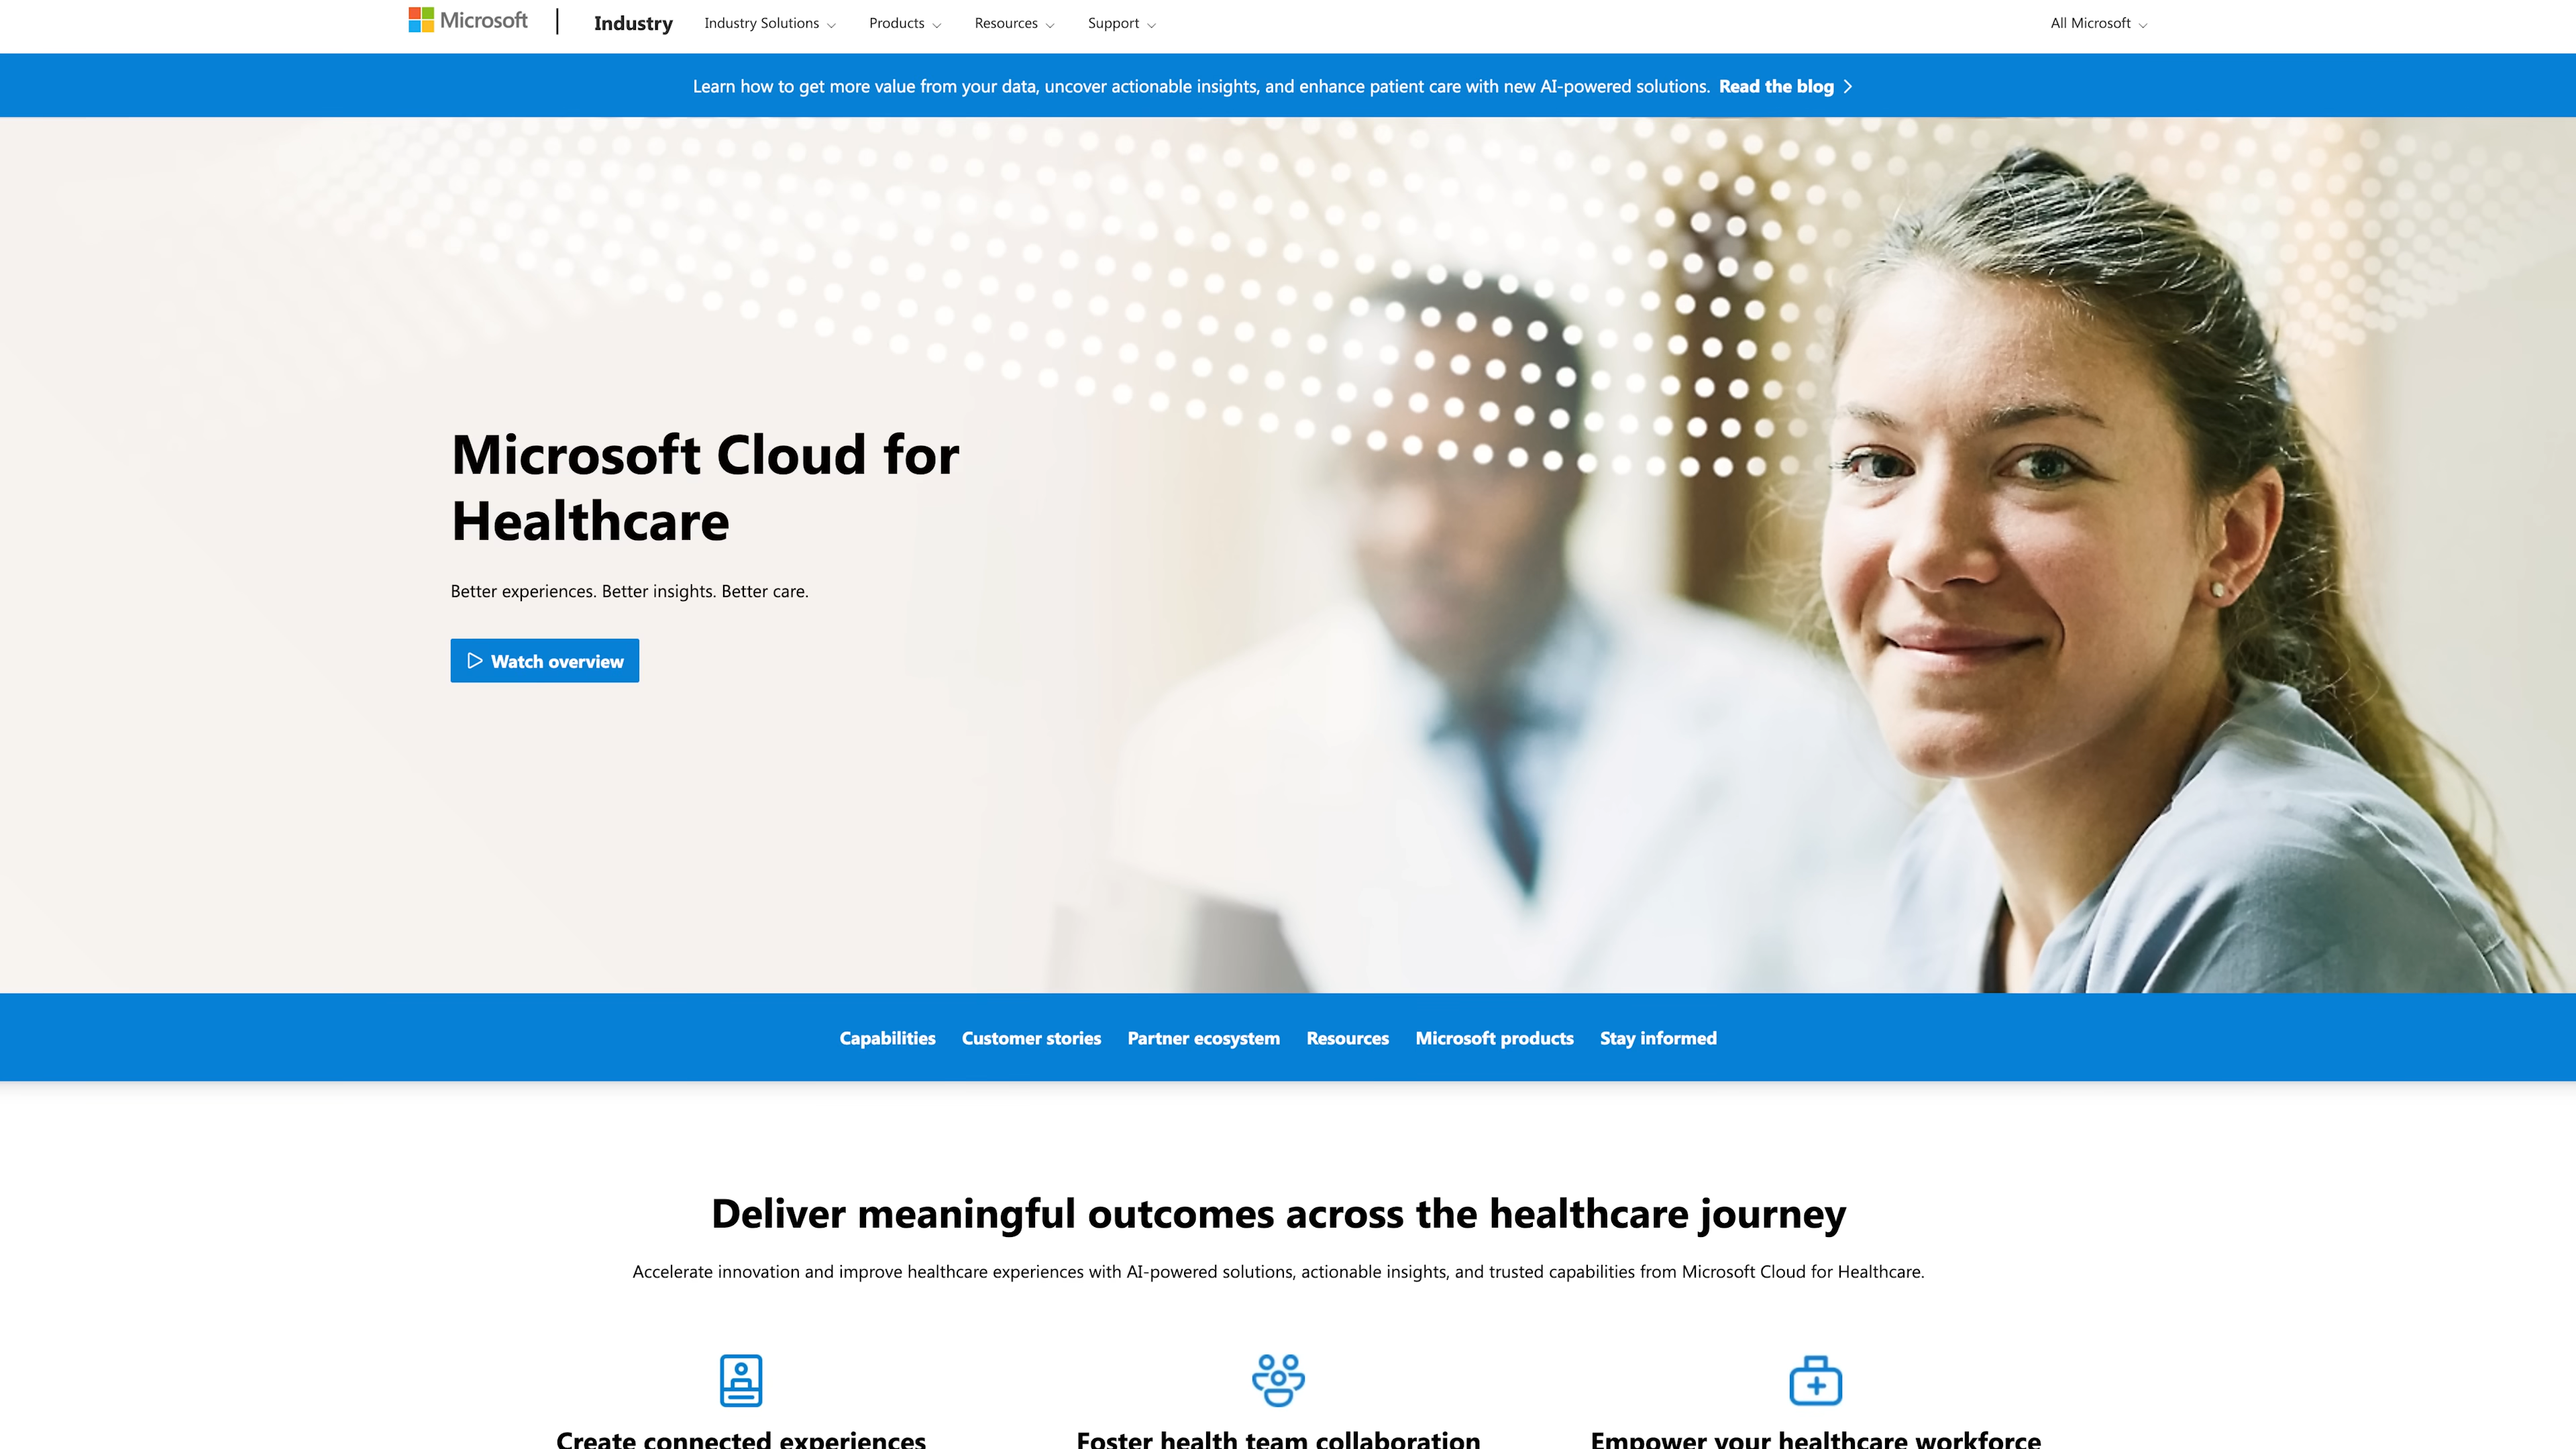 Microsoft
Industry
Industry Solutions
Products
Resources
Support
All Microsoft
Learn how to get more value from your data, uncover actionable insights, and enhance patient care with new AI-powered solutions. Read the blog
Microsoft Cloud for
Healthcare
Better experiences. Better insights. Better care.
Watch overview
Capabilities
Customer stories
Partner ecosystem
Resources
Microsoft products
Stay informed
Deliver meaningful outcomes across the healthcare journey
Accelerate innovation and improve healthcare experiences with AI-powered solutions, actionable insights, and trusted capabilities from Microsoft Cloud for Healthcare.
Create connected experiences
Foster health team collaboration
Empower your healthcare workforce